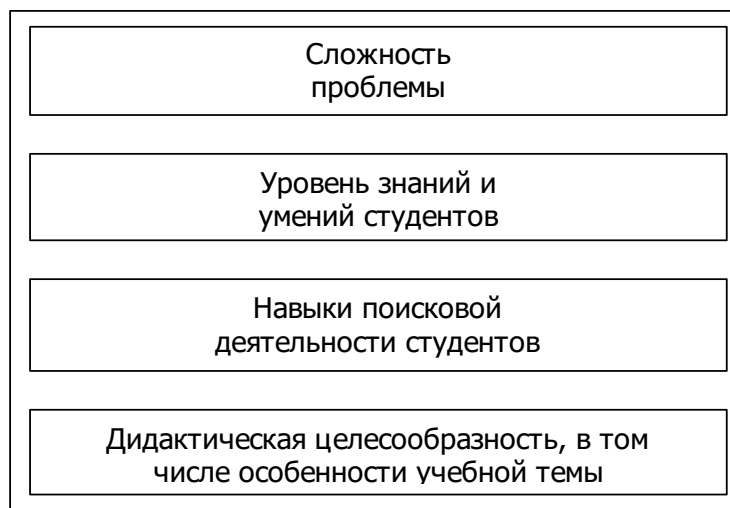 Сложность
проблемы
Уровень знаний и
умений студентов
Навыки поисковой
деятельности студентов
Дидактическая целесообразность, в том
числе особенности учебной темы